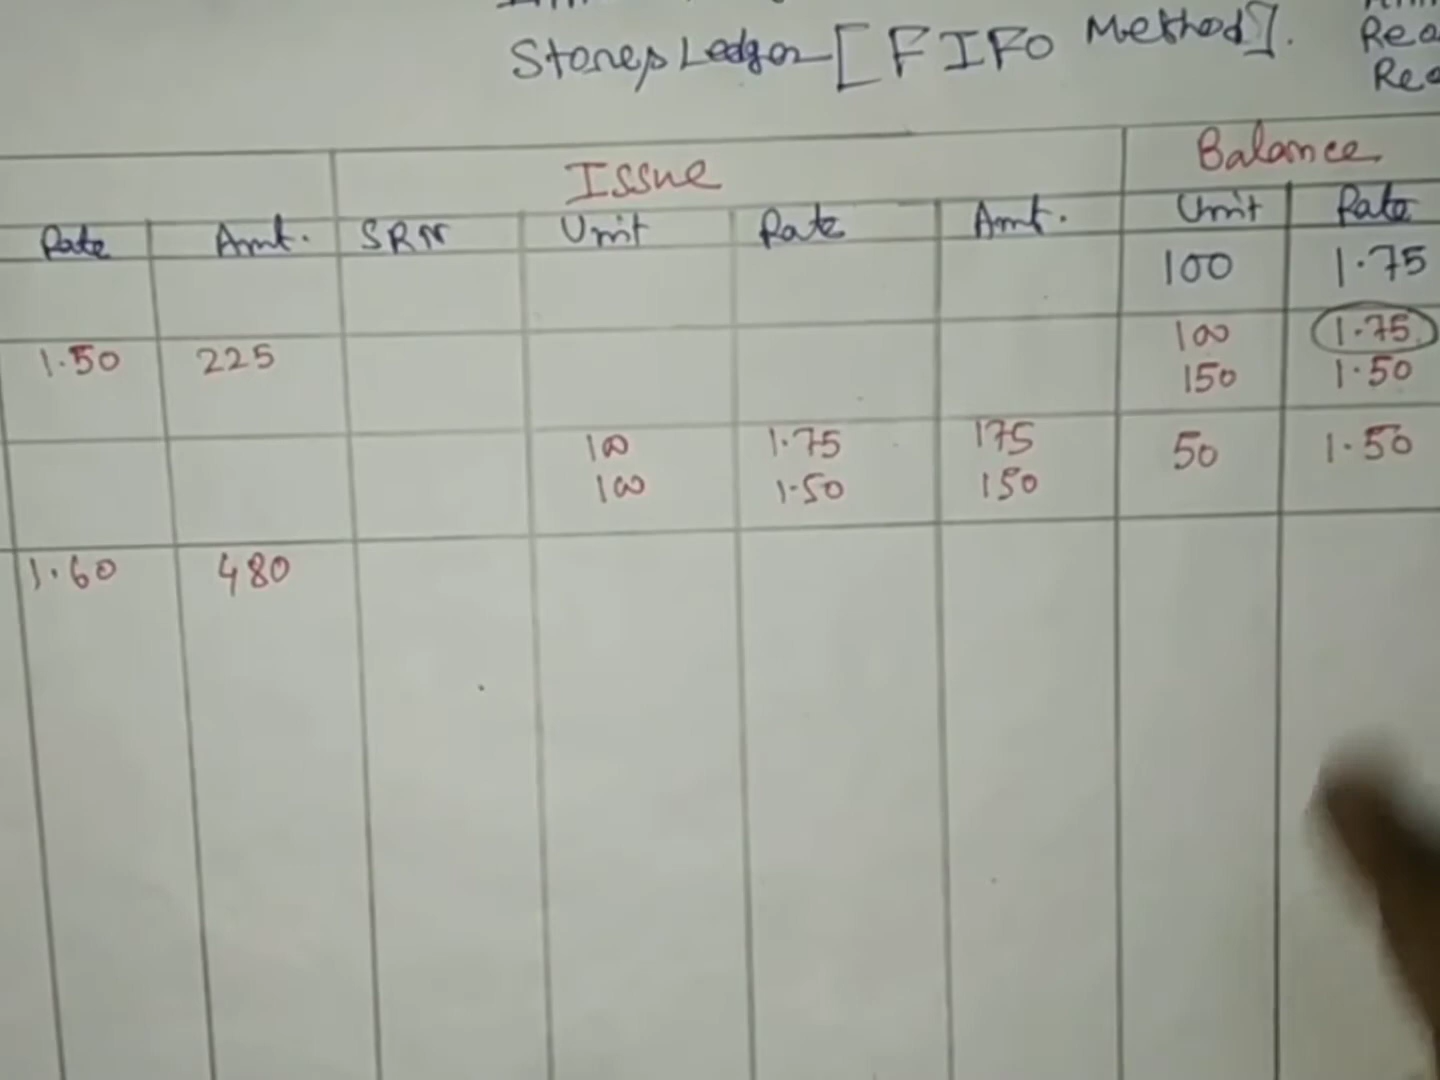 Stores Ledger [FIFO Method].
Issue Balance
Rate Amt. SRN Unit Rate Amt. Unit Rate
100 1.75
1.50 225 100 1.75
150 1.50
100 1.75 175 50 1.50
100 1.50 150
1.60 480